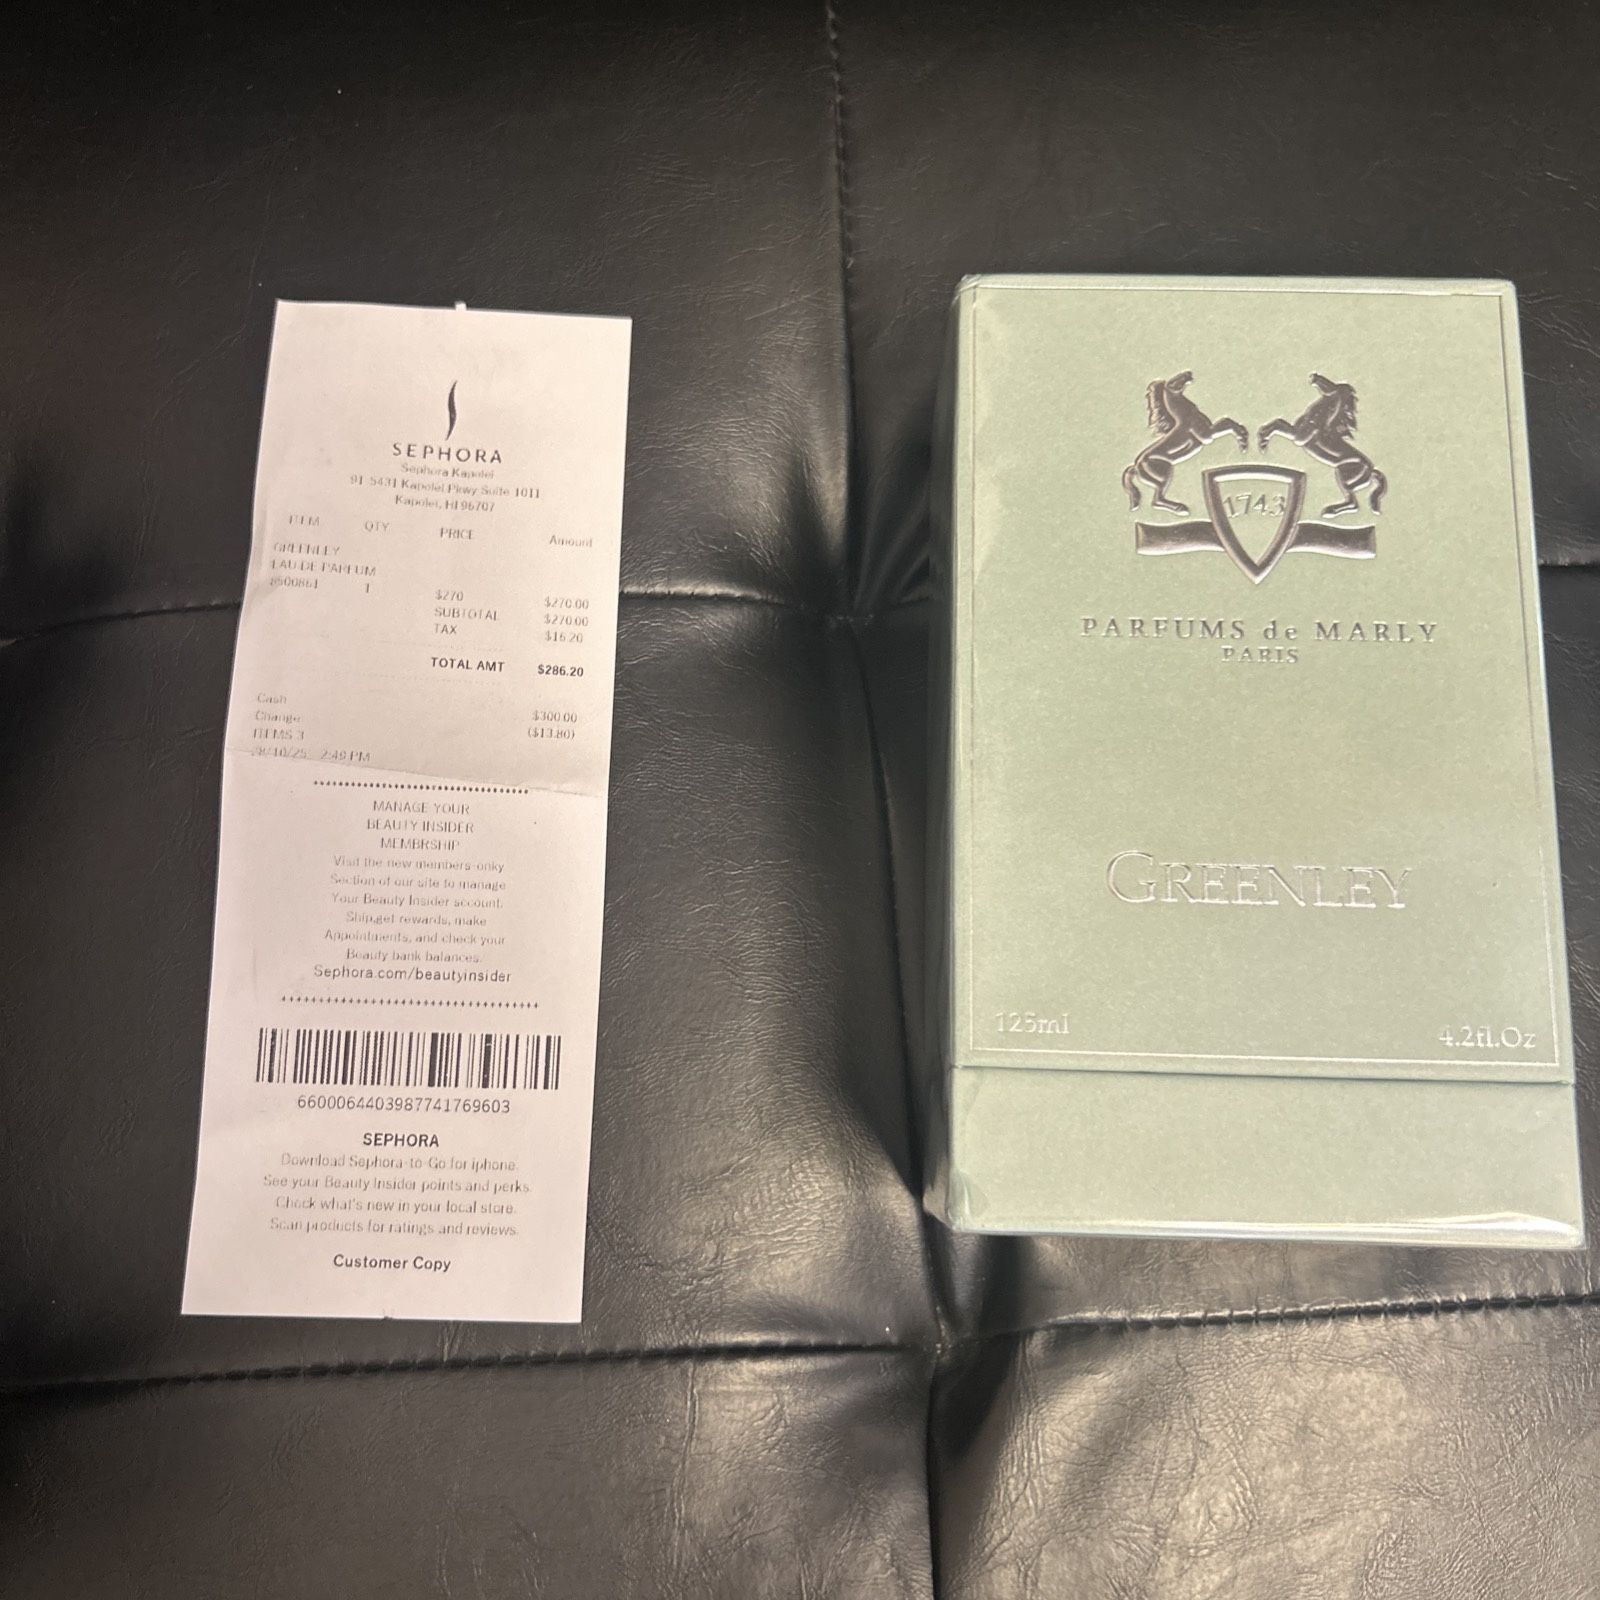 SEPHORA
Sephora Kapolei
91 5431 Kapolei Pkwy Suite 1011
Kapolei, HI 96707
ITEM QTY PRICE Amount
GREENLEY
EAU DE PARFUM
8500861 1
$270 $270.00
SUBTOTAL $270.00
TAX $16.20
TOTAL AMT $286.20
Cash $300.00
Change ($13.80)
ITEMS 3
2:49 PM
MANAGE YOUR
BEAUTY INSIDER
MEMBRSHIP
Visit the new members-onky
Section of our site to manage
Your Beauty Insider account.
Ship,get rewards, make
Appointments, and check your
Beauty bank balances.
Sephora.com/beautyinsider
6600064403987741769603
SEPHORA
Download Sephora-to-Go for iphone.
See your Beauty Insider points and perks.
Check what's new in your local store.
Scan products for ratings and reviews.
Customer Copy
1743
PARFUMS de MARLY
PARIS
GREENLEY
125ml 4.2fl.Oz